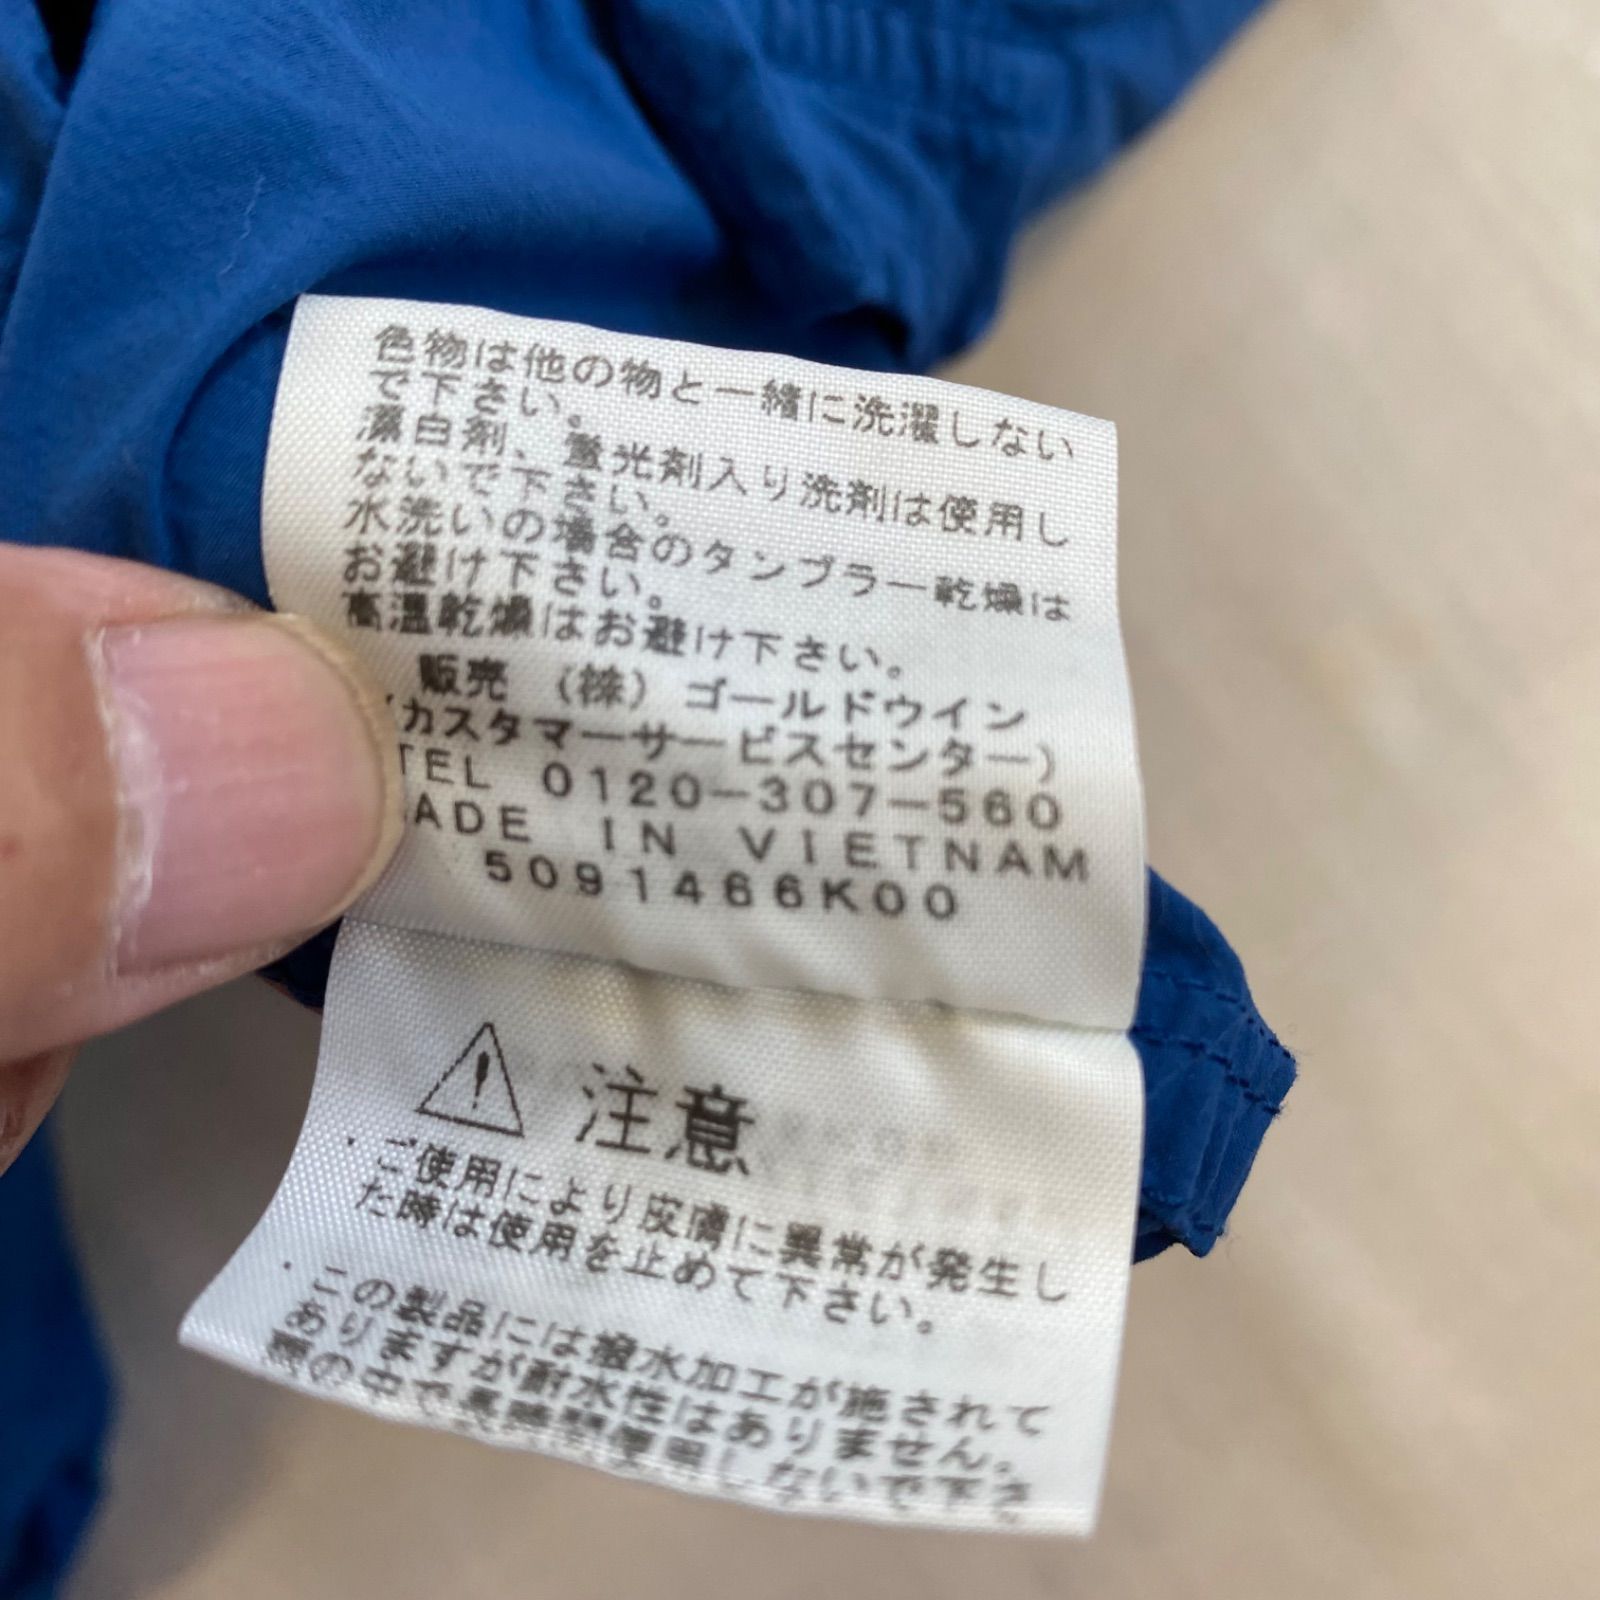 色物は他の物と一緒に洗濯しない
で下さい。
漂白剤、蛍光剤入り洗剤は使用し
ないで下さい。
水洗いの場合のタンブラー乾燥は
お避け下さい。
高温乾燥はお避け下さい。
販売 (株) ゴールドウイン
(カスタマーサービスセンター)
TEL 0120-307-560
MADE IN VIETNAM
5091466K00
注意
・ご使用により皮膚に異常が発生し
た時は使用を止めて下さい。
・この製品には撥水加工が施されて
ありますが耐水性はありません。
雨の中で長時間使用しないで下さ